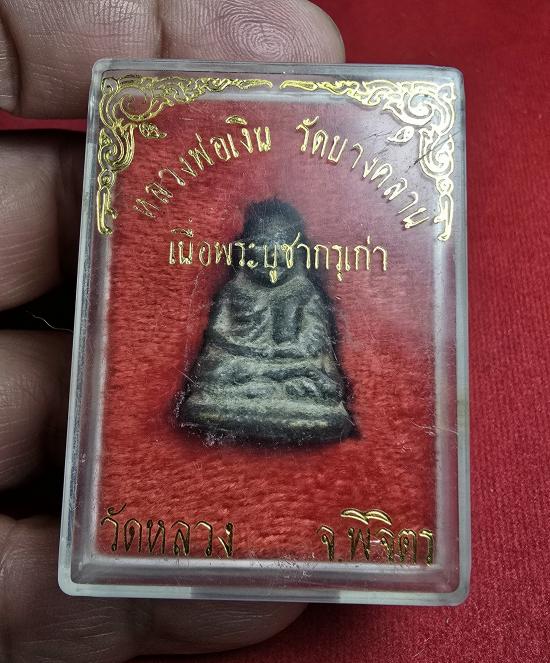 หลวงพ่อเงิน วัดบางคลาน
เนื้อพระบูชากรุเก่า
วัดหลวง จ.พิจิตร